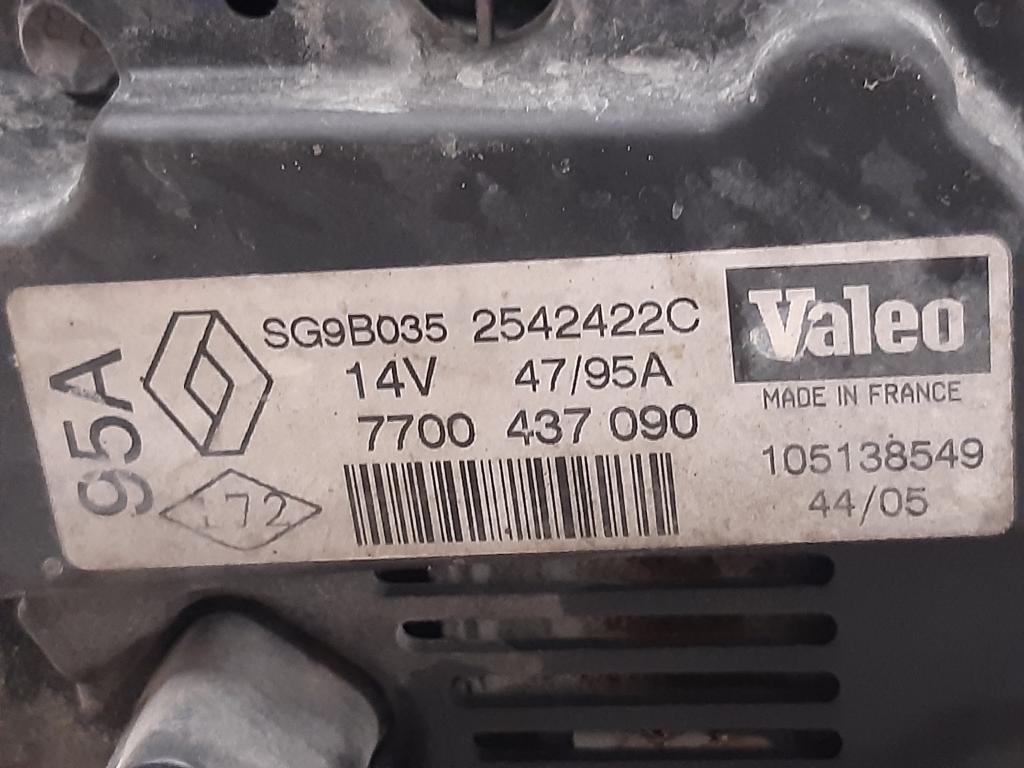 95A
SG9B035 2542422C
14V 47/95A
7700 437 090
172
Valeo
MADE IN FRANCE
105138549
44/05